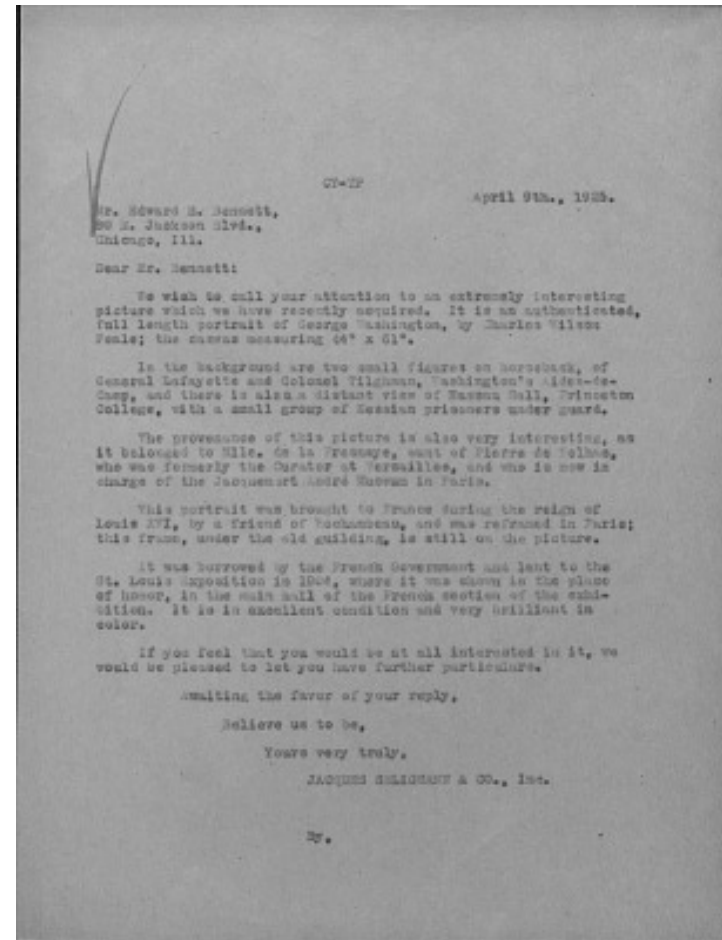 GT-TP
April 9th., 1925.
Mr. Edward H. Bennett,
80 E. Jackson Blvd.,
Chicago, Ill.
Dear Mr. Bennett:
We wish to call your attention to an extremely interesting
picture which we have recently acquired. It is an authenticated,
full length portrait of George Washington, by Charles Wilson
Peale; the canvas measuring 44" x 61".
In the background are two small figures on horseback, of
General Lafayette and Colonel Tilghman, Washington's Aides-de-
Camp, and there is also a distant view of Nassau Hall, Princeton
College, with a small group of Hessian prisoners under guard.
The provenance of this picture is also very interesting, as
it belonged to Mlle. de la Fresnaye, aunt of Pierre de Nolhac,
who was formerly the Curator at Versailles, and who is now in
charge of the Jacquemart André Museum in Paris.
This portrait was brought to France during the reign of
Louis XVI, by a friend of Rochambeau, and was reframed in Paris;
this frame, under the old guilding, is still on the picture.
It was borrowed by the French Government and lent to the
St. Louis Exposition in 1904, where it was shown in the place
of honor, in the main hall of the French section of the exhi-
bition. It is in excellent condition and very brilliant in
color.
If you feel that you would be at all interested in it, we
would be pleased to let you have further particulars.
Awaiting the favor of your reply,
Believe us to be,
Yours very truly,
JACQUES SELIGMANN & CO., Inc.
By.